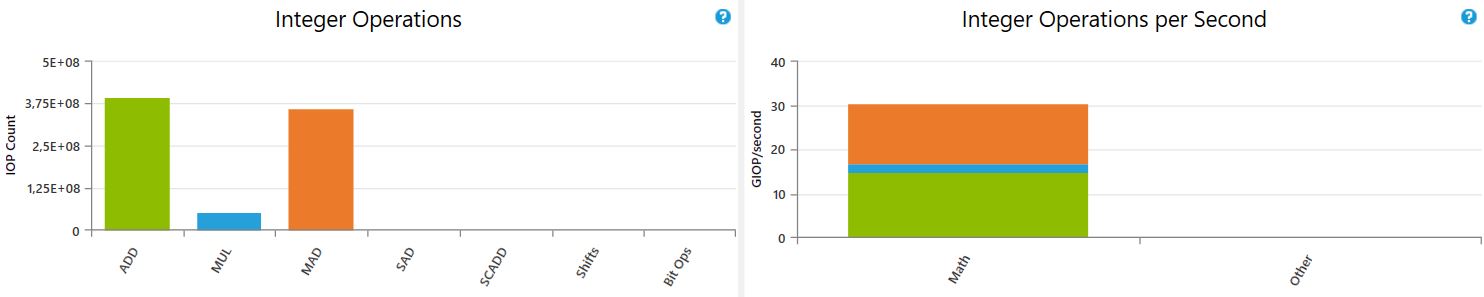 Integer Operations
?
5E+08
3,75E+08
2,5E+08
1,25E+08
0
IOP Count
ADD
MUL
MAD
SAD
SCADD
Shifts
Bit Ops
Integer Operations per Second
?
40
30
20
10
0
GIOP/second
Math
Other